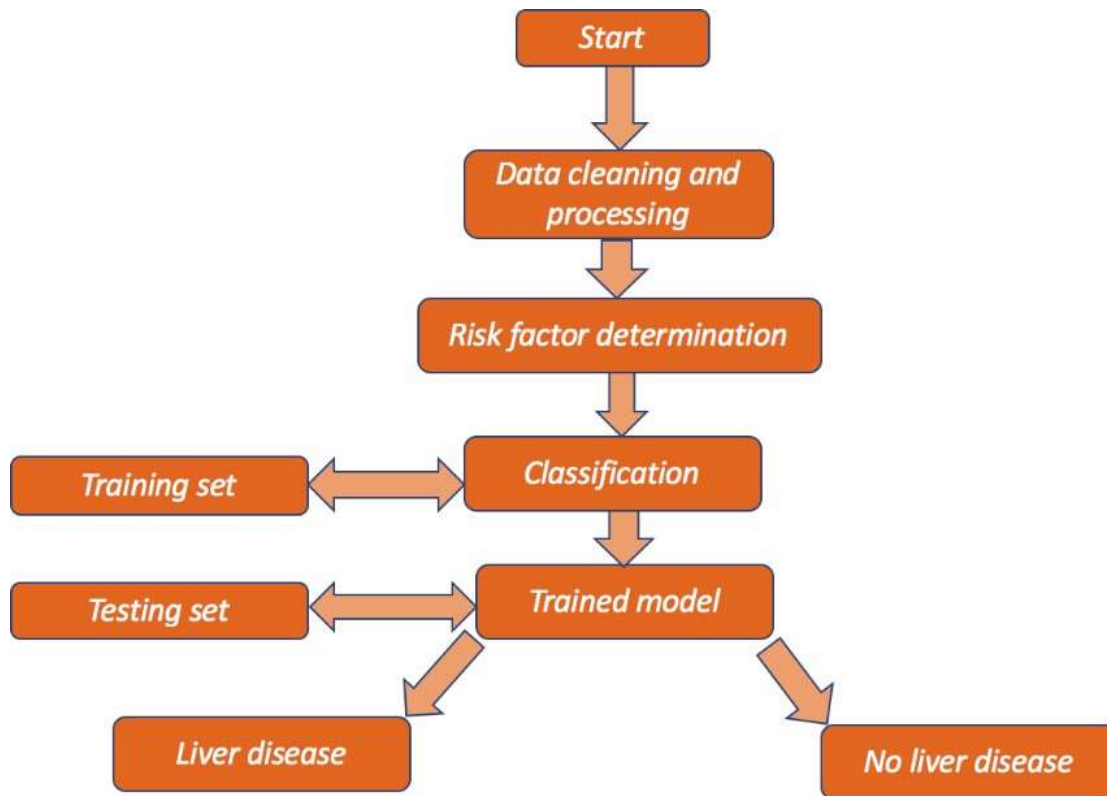 Start
Data cleaning and
processing
Risk factor determination
Classification
Training set
Trained model
Testing set
Liver disease
No liver disease